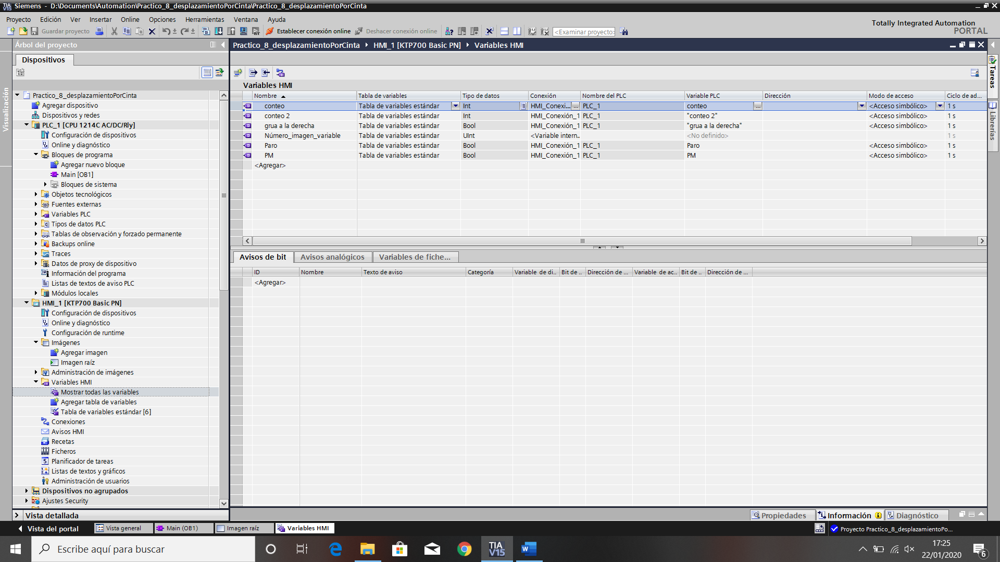 Siemens - D:\Documents\Automation\Practico_8_desplazamientoPorCinta\Practico_8_desplazamientoPorCinta
Proyecto Edición Ver Insertar Online Opciones Herramientas Ventana Ayuda
Totally Integrated Automation
PORTAL
Guardar proyecto Establecer conexión online Deshacer conexión online <Examinar proyecto>
Árbol del proyecto
Practico_8_desplazamientoPorCinta HMI_1 [KTP700 Basic PN] Variables HMI
Dispositivos
Visualización
Practico_8_desplazamientoPorCinta
Agregar dispositivo
Dispositivos y redes
PLC_1 [CPU 1214C AC/DC/Rly]
Configuración de dispositivos
Online y diagnóstico
Bloques de programa
Agregar nuevo bloque
Main [OB1]
Bloques de sistema
Objetos tecnológicos
Fuentes externas
Variables PLC
Tipos de datos PLC
Tablas de observación y forzado permanente
Backups online
Traces
Datos de proxy de dispositivo
Información del programa
Listas de textos de aviso PLC
Módulos locales
HMI_1 [KTP700 Basic PN]
Configuración de dispositivos
Online y diagnóstico
Configuración de runtime
Imágenes
Agregar imagen
Imagen raíz
Administración de imágenes
Variables HMI
Mostrar todas las variables
Agregar tabla de variables
Tabla de variables estándar [6]
Conexiones
Avisos HMI
Recetas
Ficheros
Planificador de tareas
Listas de textos y gráficos
Administración de usuarios
Dispositivos no agrupados
Ajustes Security
Vista detallada
Variables HMI
Nombre Tabla de variables Tipo de datos Conexión Nombre del PLC Variable PLC Dirección Modo de acceso Ciclo de ad...
conteo Tabla de variables estándar Int HMI_Conexi... PLC_1 conteo <Acceso simbólico> 1 s
conteo 2 Tabla de variables estándar Int HMI_Conexión_1 PLC_1 "conteo 2" <Acceso simbólico> 1 s
grua a la derecha Tabla de variables estándar Bool HMI_Conexión_1 PLC_1 "grua a la derecha" <Acceso simbólico> 1 s
Número_imagen_variable Tabla de variables estándar UInt <Variable intern.. <No definido> 1 s
Paro Tabla de variables estándar Bool HMI_Conexión_1 PLC_1 Paro <Acceso simbólico> 1 s
PM Tabla de variables estándar Bool HMI_Conexión_1 PLC_1 PM <Acceso simbólico> 1 s
<Agregar>
Avisos de bit Avisos analógicos Variables de fiche...
ID Nombre Texto de aviso Categoría Variable de di.. Bit de .. Dirección de ... Variable de ac.. Bit de .. Dirección de ...
<Agregar>
Tareas
Librerías
Propiedades Información Diagnóstico
Vista del portal Vista general Main (OB1) Imagen raíz Variables HMI Proyecto Practico_8_desplazamientoPo...
Escribe aquí para buscar
TIA V15
17:25
22/01/2020
6